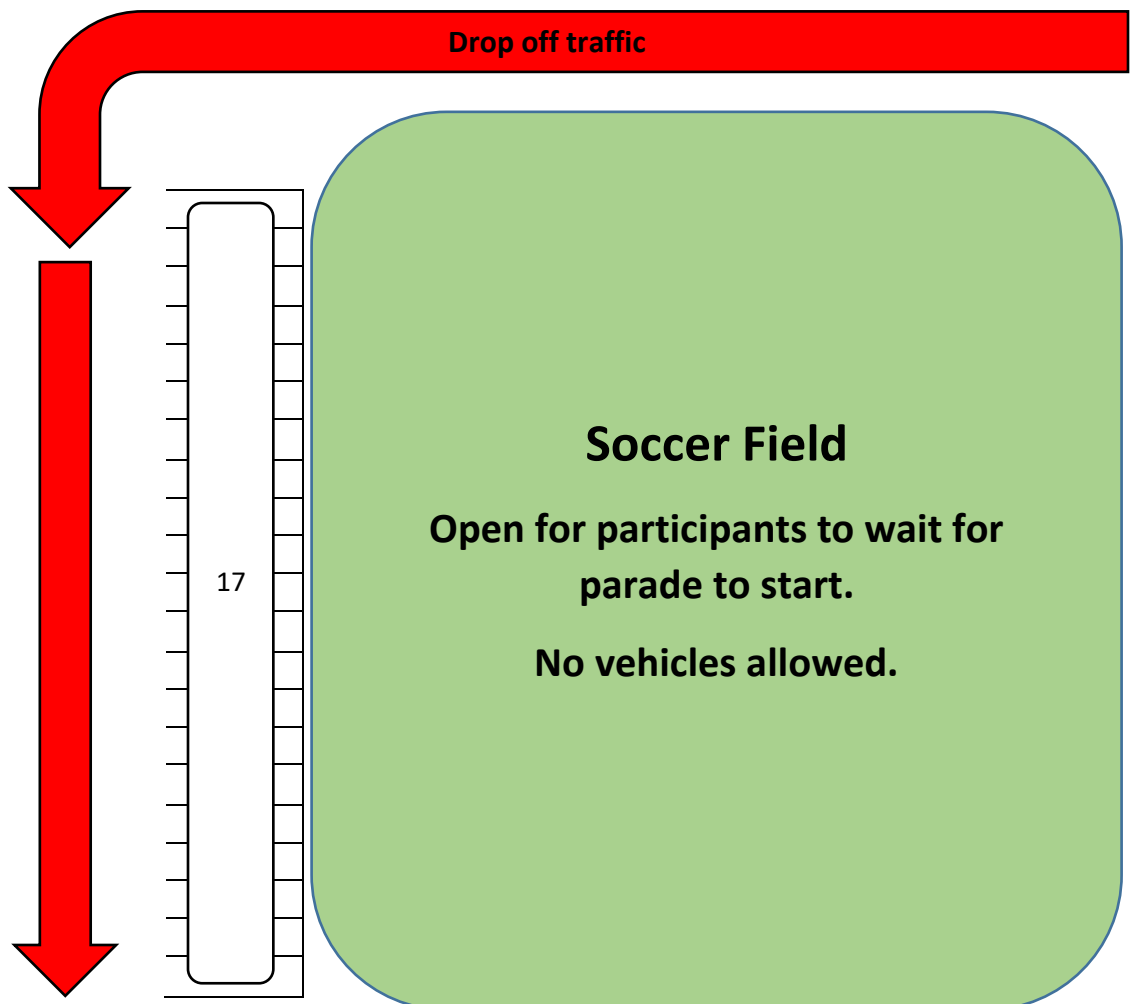 Drop off traffic
Soccer Field
Open for participants to wait for
parade to start.
17
No vehicles allowed.